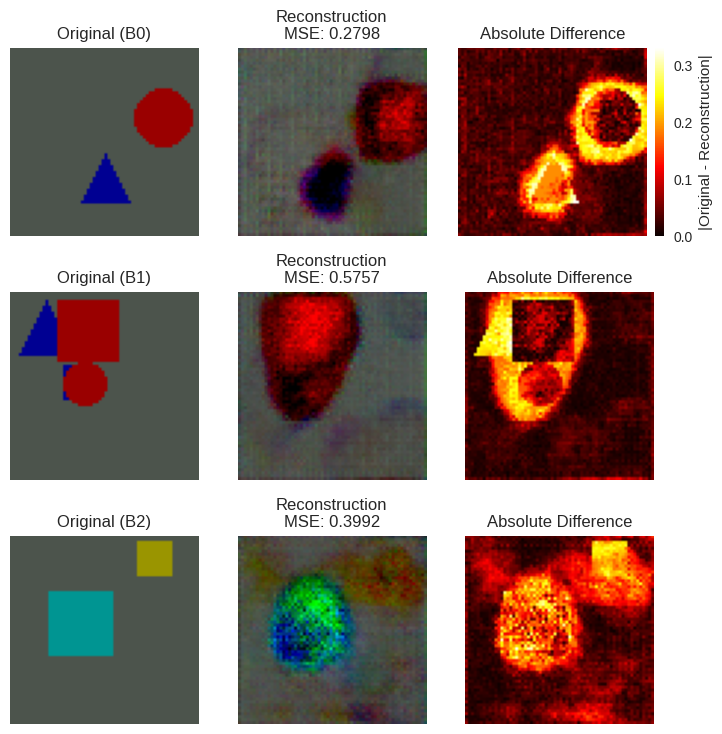 Original (B0)
Reconstruction
MSE: 0.2798
Absolute Difference
0.3
0.2
0.1
0.0
|Original - Reconstruction|
Original (B1)
Reconstruction
MSE: 0.5757
Absolute Difference
Original (B2)
Reconstruction
MSE: 0.3992
Absolute Difference